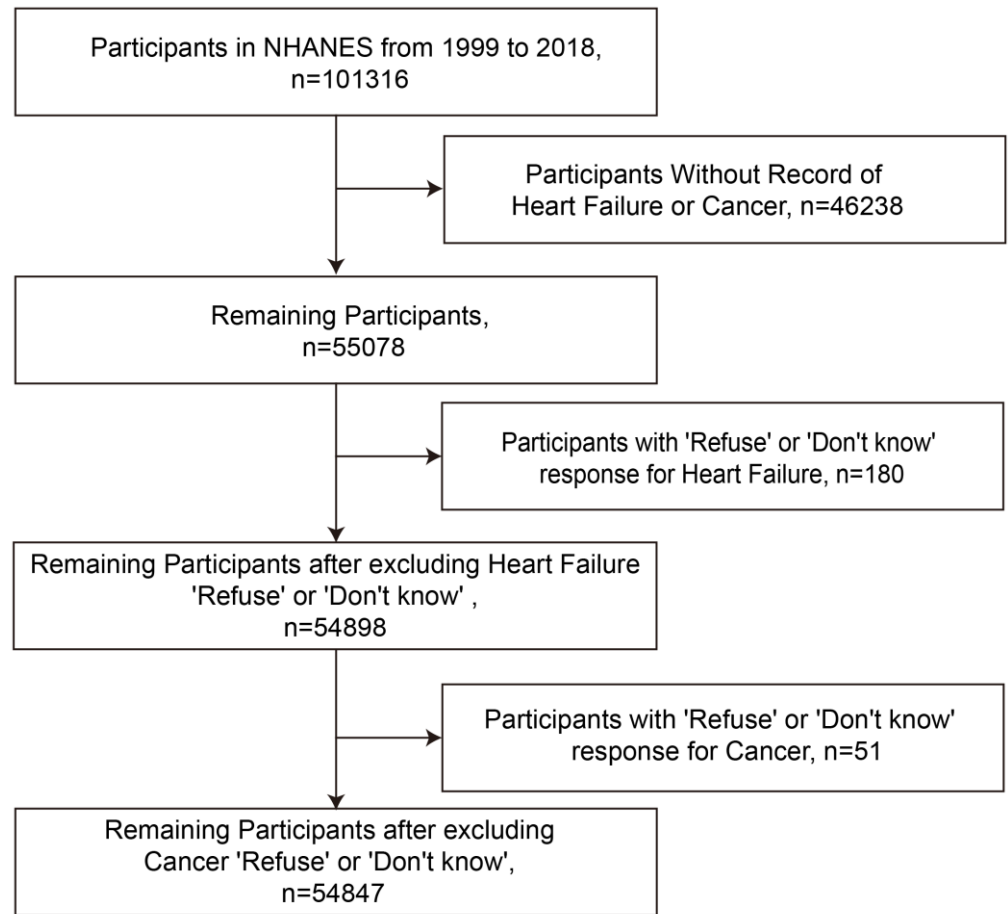 Participants in NHANES from 1999 to 2018,
n=101316
Participants Without Record of
Heart Failure or Cancer, n=46238
Remaining Participants,
n=55078
Participants with 'Refuse' or 'Don't know'
response for Heart Failure, n=180
Remaining Participants after excluding Heart Failure
'Refuse' or 'Don't know' ,
n=54898
Participants with 'Refuse' or 'Don't know'
response for Cancer, n=51
Remaining Participants after excluding
Cancer 'Refuse' or 'Don't know',
n=54847